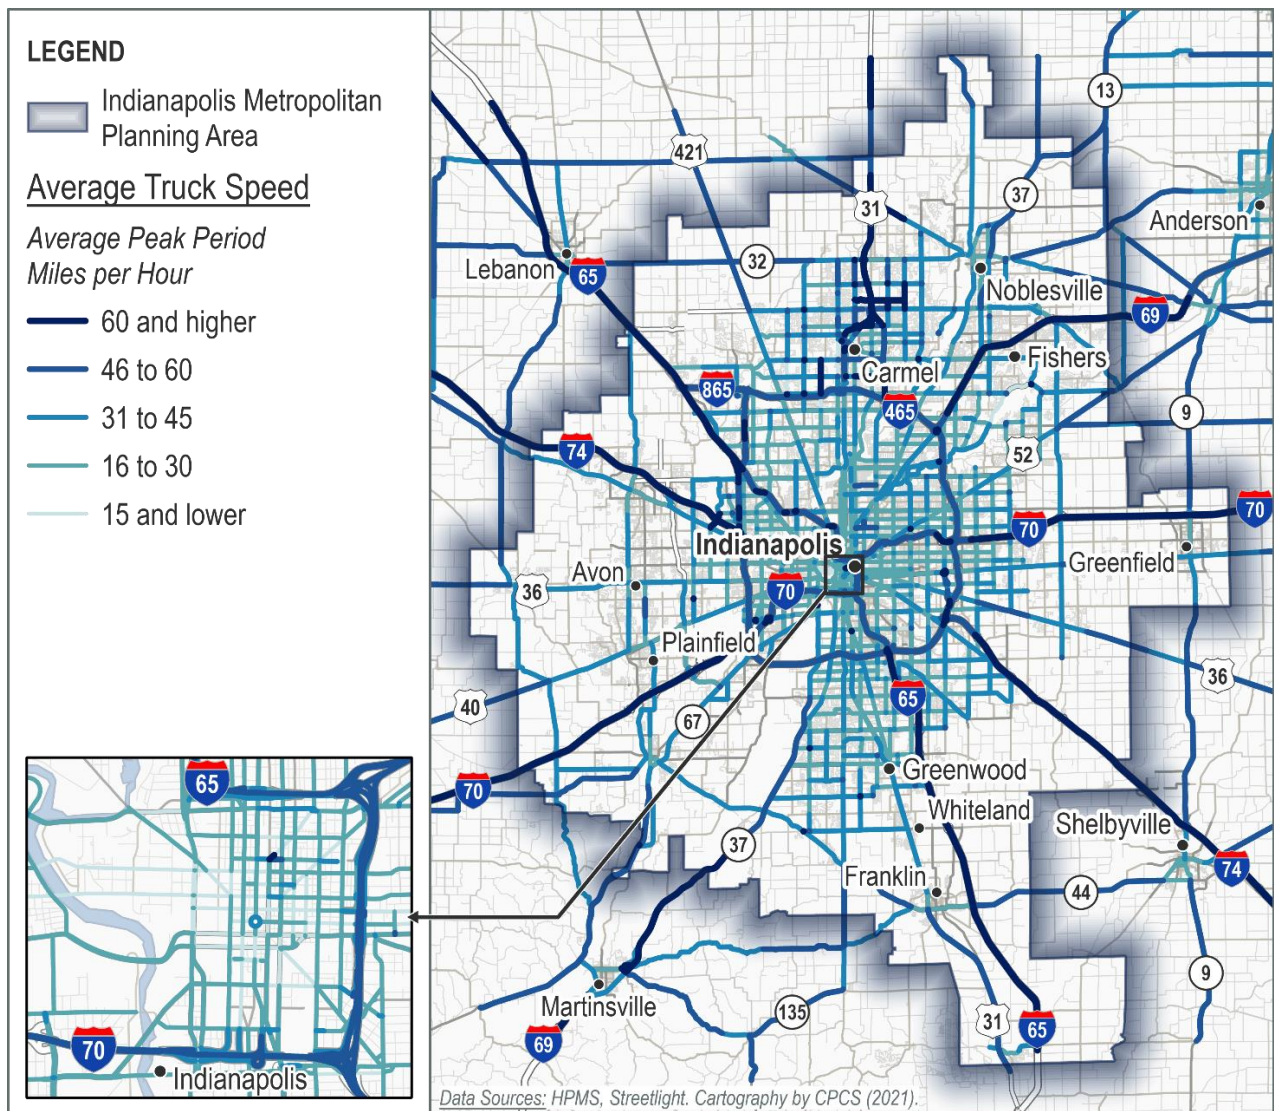 LEGEND
Indianapolis Metropolitan
Planning Area
Average Truck Speed
Average Peak Period
Miles per Hour
60 and higher
46 to 60
31 to 45
16 to 30
15 and lower
13
421
37
31
Anderson
Lebanon
65
32
Noblesville
69
Carmel
Fishers
865
465
9
74
52
70
70
Indianapolis
Greenfield
Avon
36
70
Plainfield
36
65
40
67
70
Greenwood
Whiteland
Shelbyville
37
74
Franklin
44
9
Martinsville
135
31
65
69
65
70
Indianapolis
Data Sources: HPMS, Streetlight. Cartography by CPCS (2021).